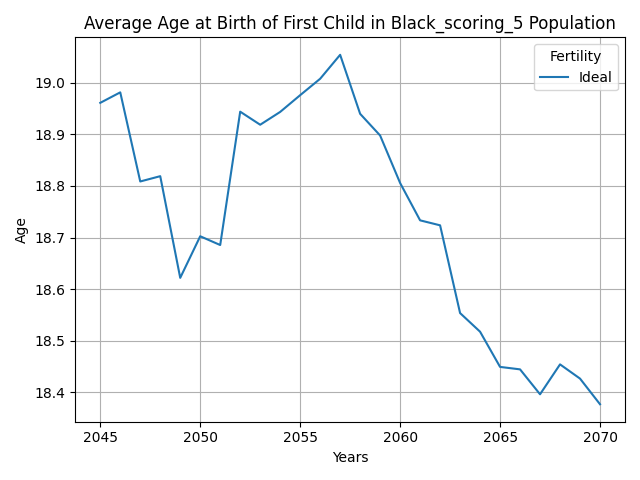 Average Age at Birth of First Child in Black_scoring_5 Population
Fertility
Ideal
19.0
18.9
18.8
18.7
18.6
18.5
18.4
Age
2045 2050 2055 2060 2065 2070
Years